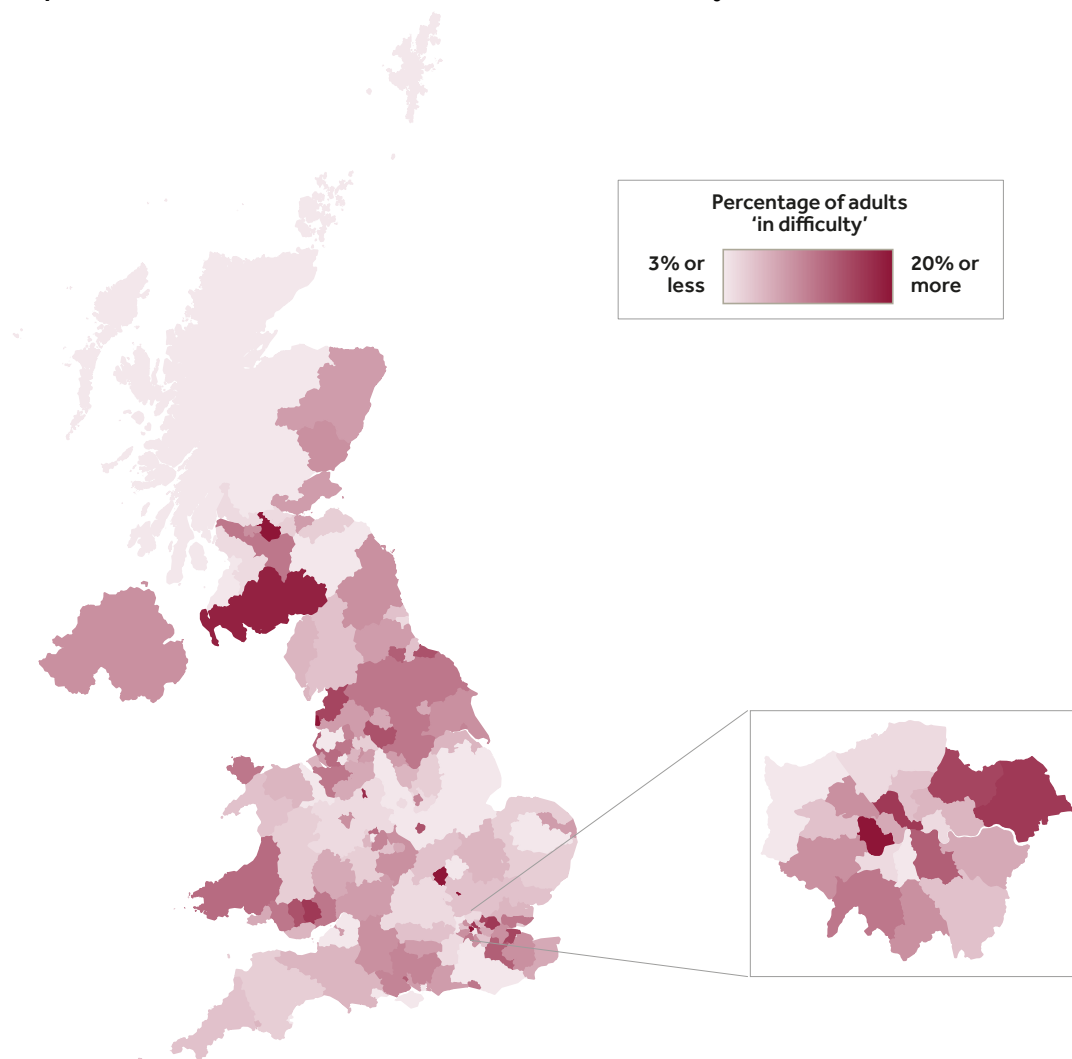 Percentage of adults
‘in difficulty’
3% or
less
20% or
more